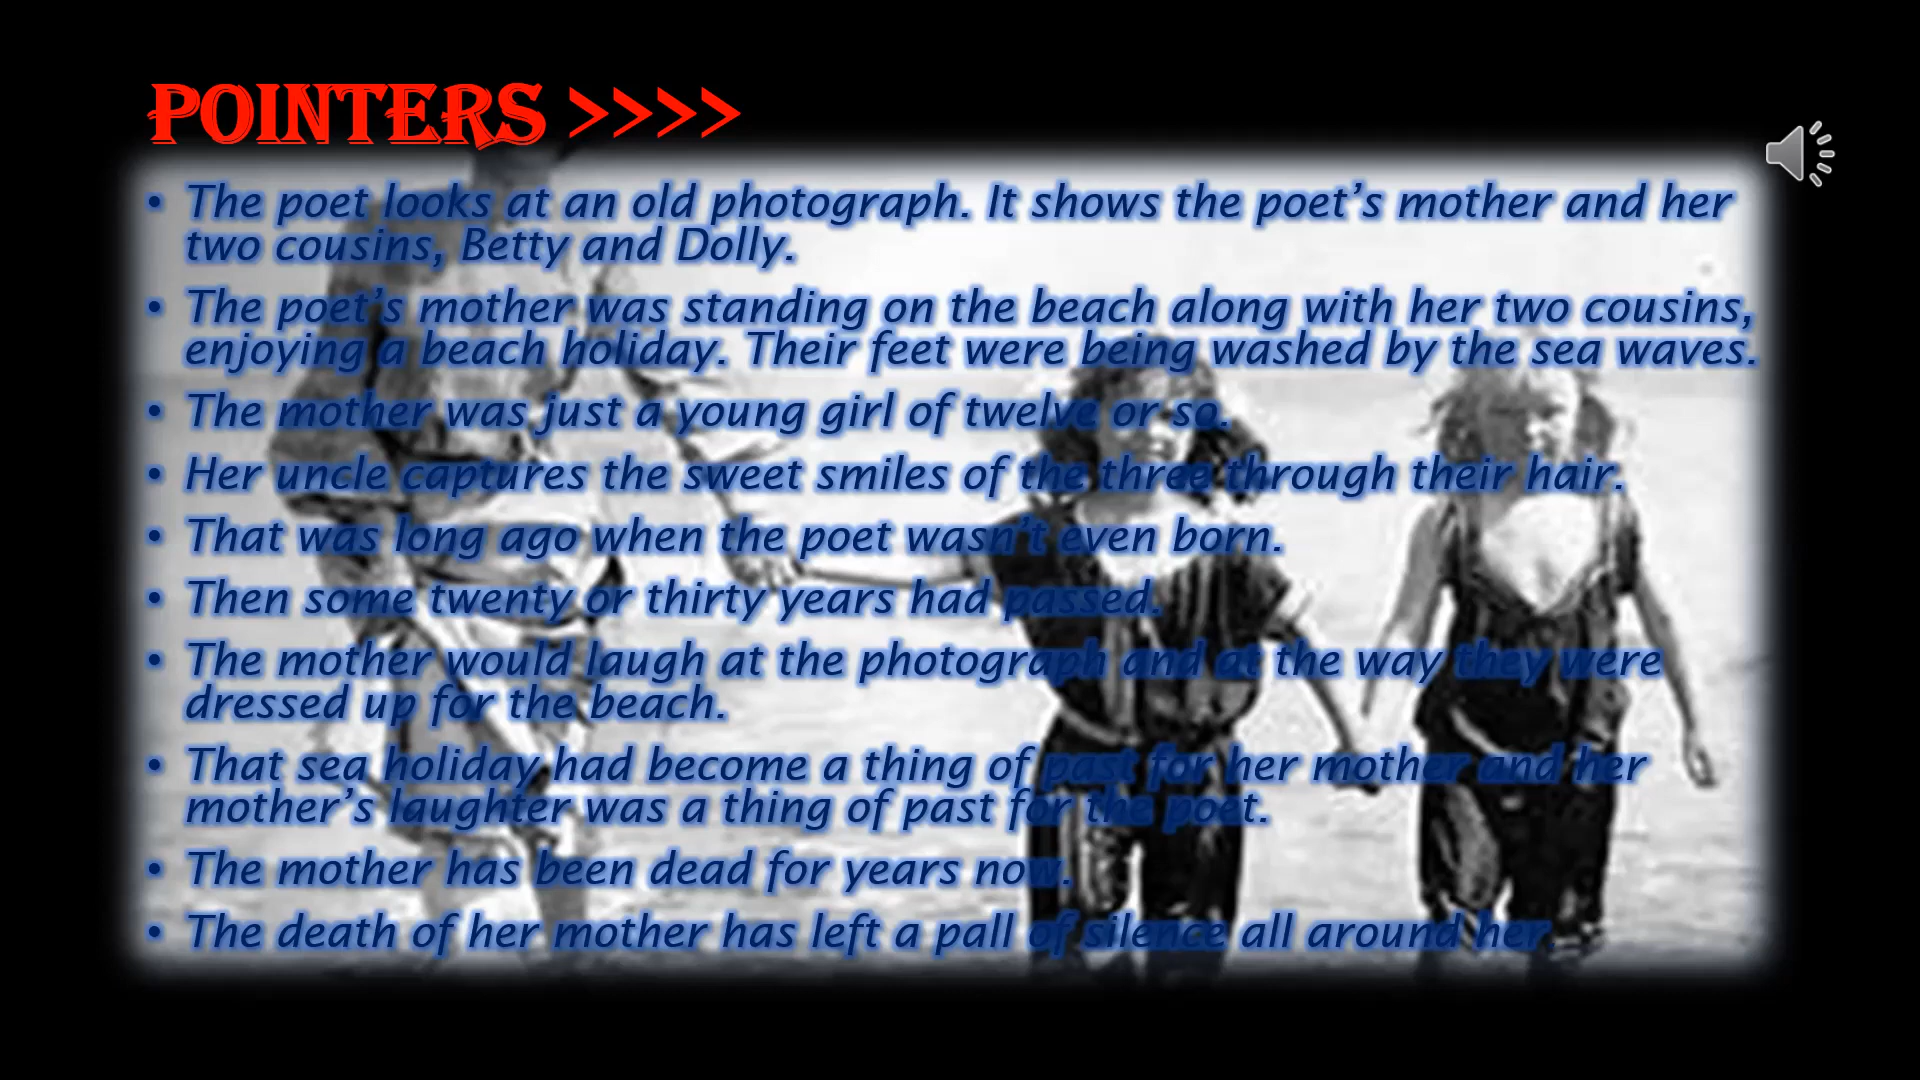 POINTERS >>>>
• The poet looks at an old photograph. It shows the poet’s mother and her
two cousins, Betty and Dolly.
• The poet’s mother was standing on the beach along with her two cousins,
enjoying a beach holiday. Their feet were being washed by the sea waves.
• The mother was just a young girl of twelve or so.
• Her uncle captures the sweet smiles of the three through their hair.
• That was long ago when the poet wasn’t even born.
• Then some twenty or thirty years had passed.
• The mother would laugh at the photograph and at the way they were
dressed up for the beach.
• That sea holiday had become a thing of past for her mother and her
mother’s laughter was a thing of past for the poet.
• The mother has been dead for years now.
• The death of her mother has left a pall of silence all around her.